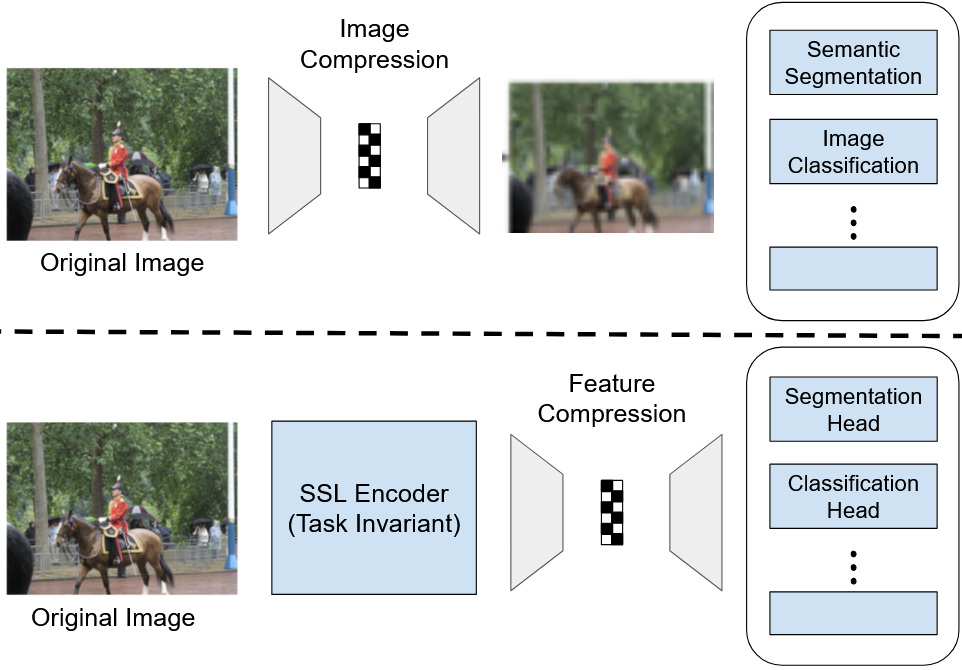 Image
Compression
Original Image
Semantic
Segmentation
Image
Classification
Feature
Compression
SSL Encoder
(Task Invariant)
Original Image
Segmentation
Head
Classification
Head